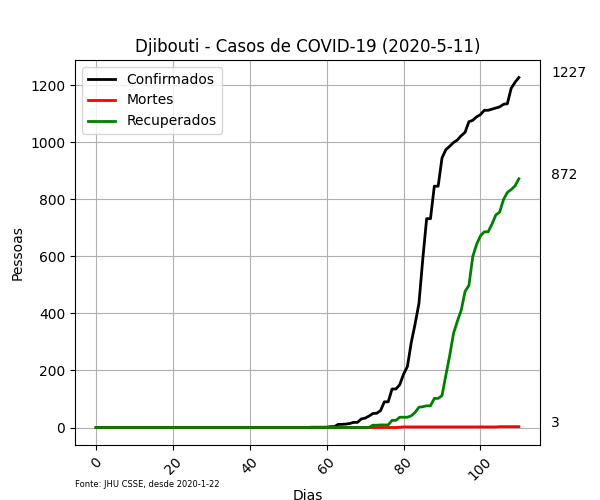 Djibouti - Casos de COVID-19 (2020-5-11)
Confirmados
Mortes
Recuperados
1227
872
3
Pessoas
1200
1000
800
600
400
200
0
0
20
40
60
80
100
Fonte: JHU CSSE, desde 2020-1-22
Dias